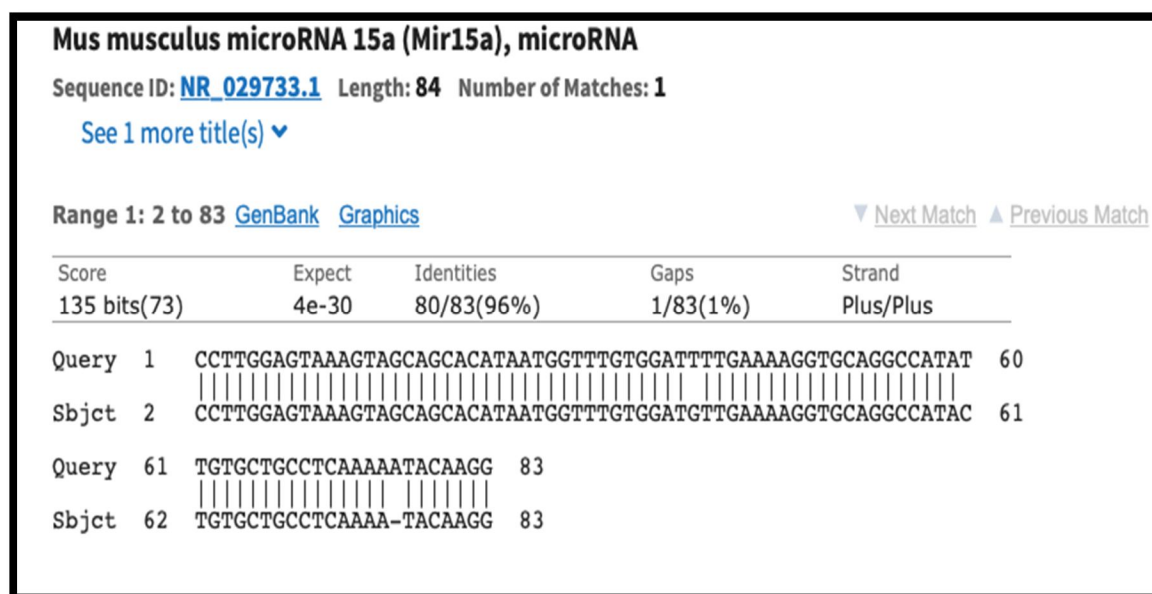 Mus musculus microRNA 15a (Mir15a), microRNA
Sequence ID: NR_029733.1 Length: 84 Number of Matches: 1
See 1 more title(s)
Range 1: 2 to 83 GenBank Graphics Next Match Previous Match
Score Expect Identities Gaps Strand
135 bits(73) 4e-30 80/83(96%) 1/83(1%) Plus/Plus
Query 1 CCTTGGAGTAAAGTAGCAGCACATAATGGTTTGTGGATTTTGAAAAGGTGCAGGCCATAT 60
Sbjct 2 CCTTGGAGTAAAGTAGCAGCACATAATGGTTTGTGGATGTTGAAAAGGTGCAGGCCATAC 61
Query 61 TGTGCTGCCTCAAAAATACAAGG 83
Sbjct 62 TGTGCTGCCTCAAAA-TACAAGG 83